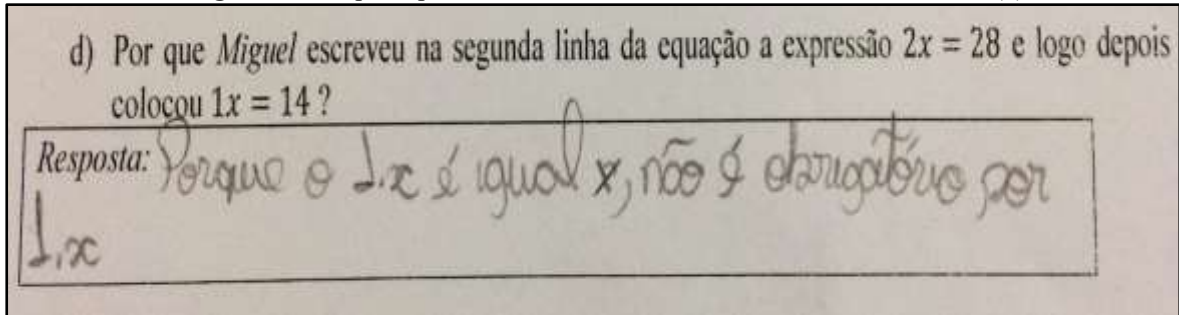 d) Por que Miguel escreveu na segunda linha da equação a expressão 2x = 28 e logo depois
colocou 1x = 14 ?
Resposta: Porque o 1.x é igual x, não é obrigatório por
1.x